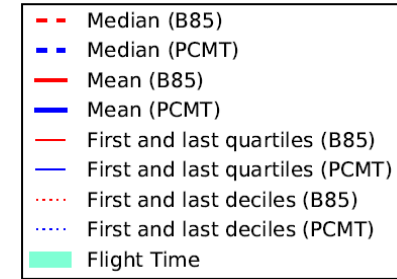 Median (B85)
Median (PCMT)
Mean (B85)
Mean (PCMT)
First and last quartiles (B85)
First and last quartiles (PCMT)
First and last deciles (B85)
First and last deciles (PCMT)
Flight Time